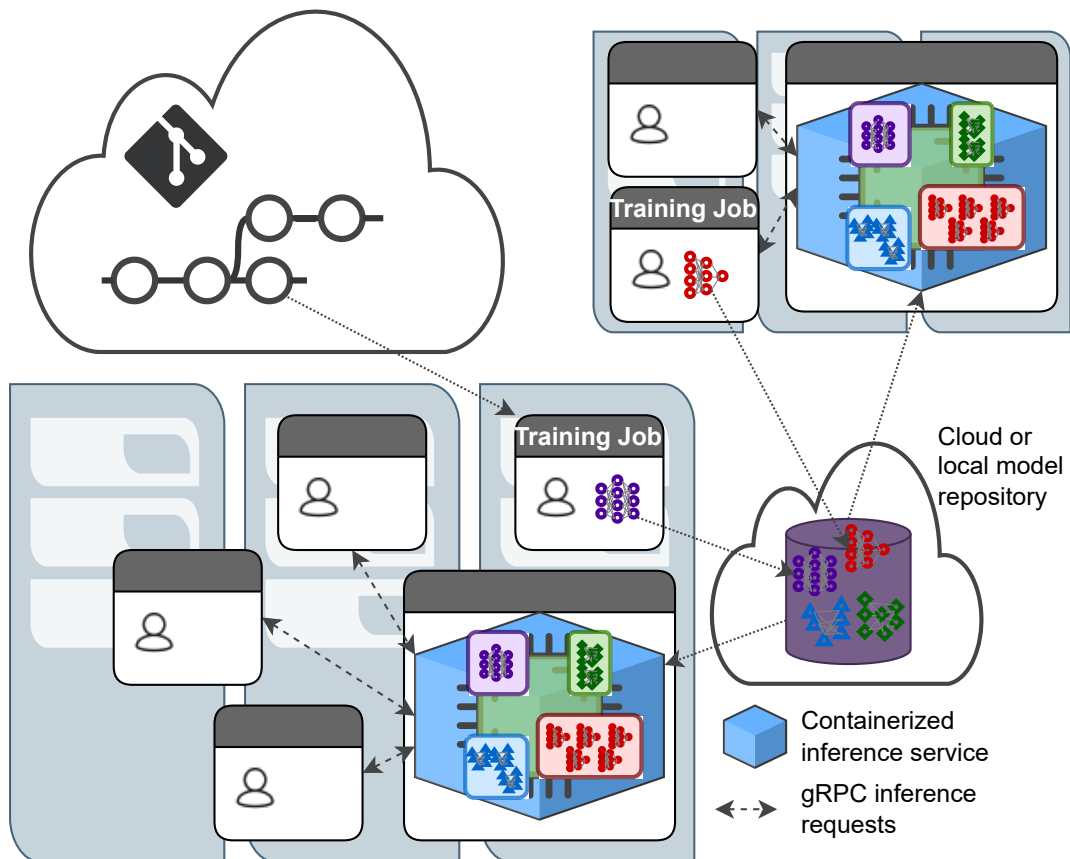 Training Job
Training Job
Cloud or
local model
repository
Containerized
inference service
gRPC inference
requests